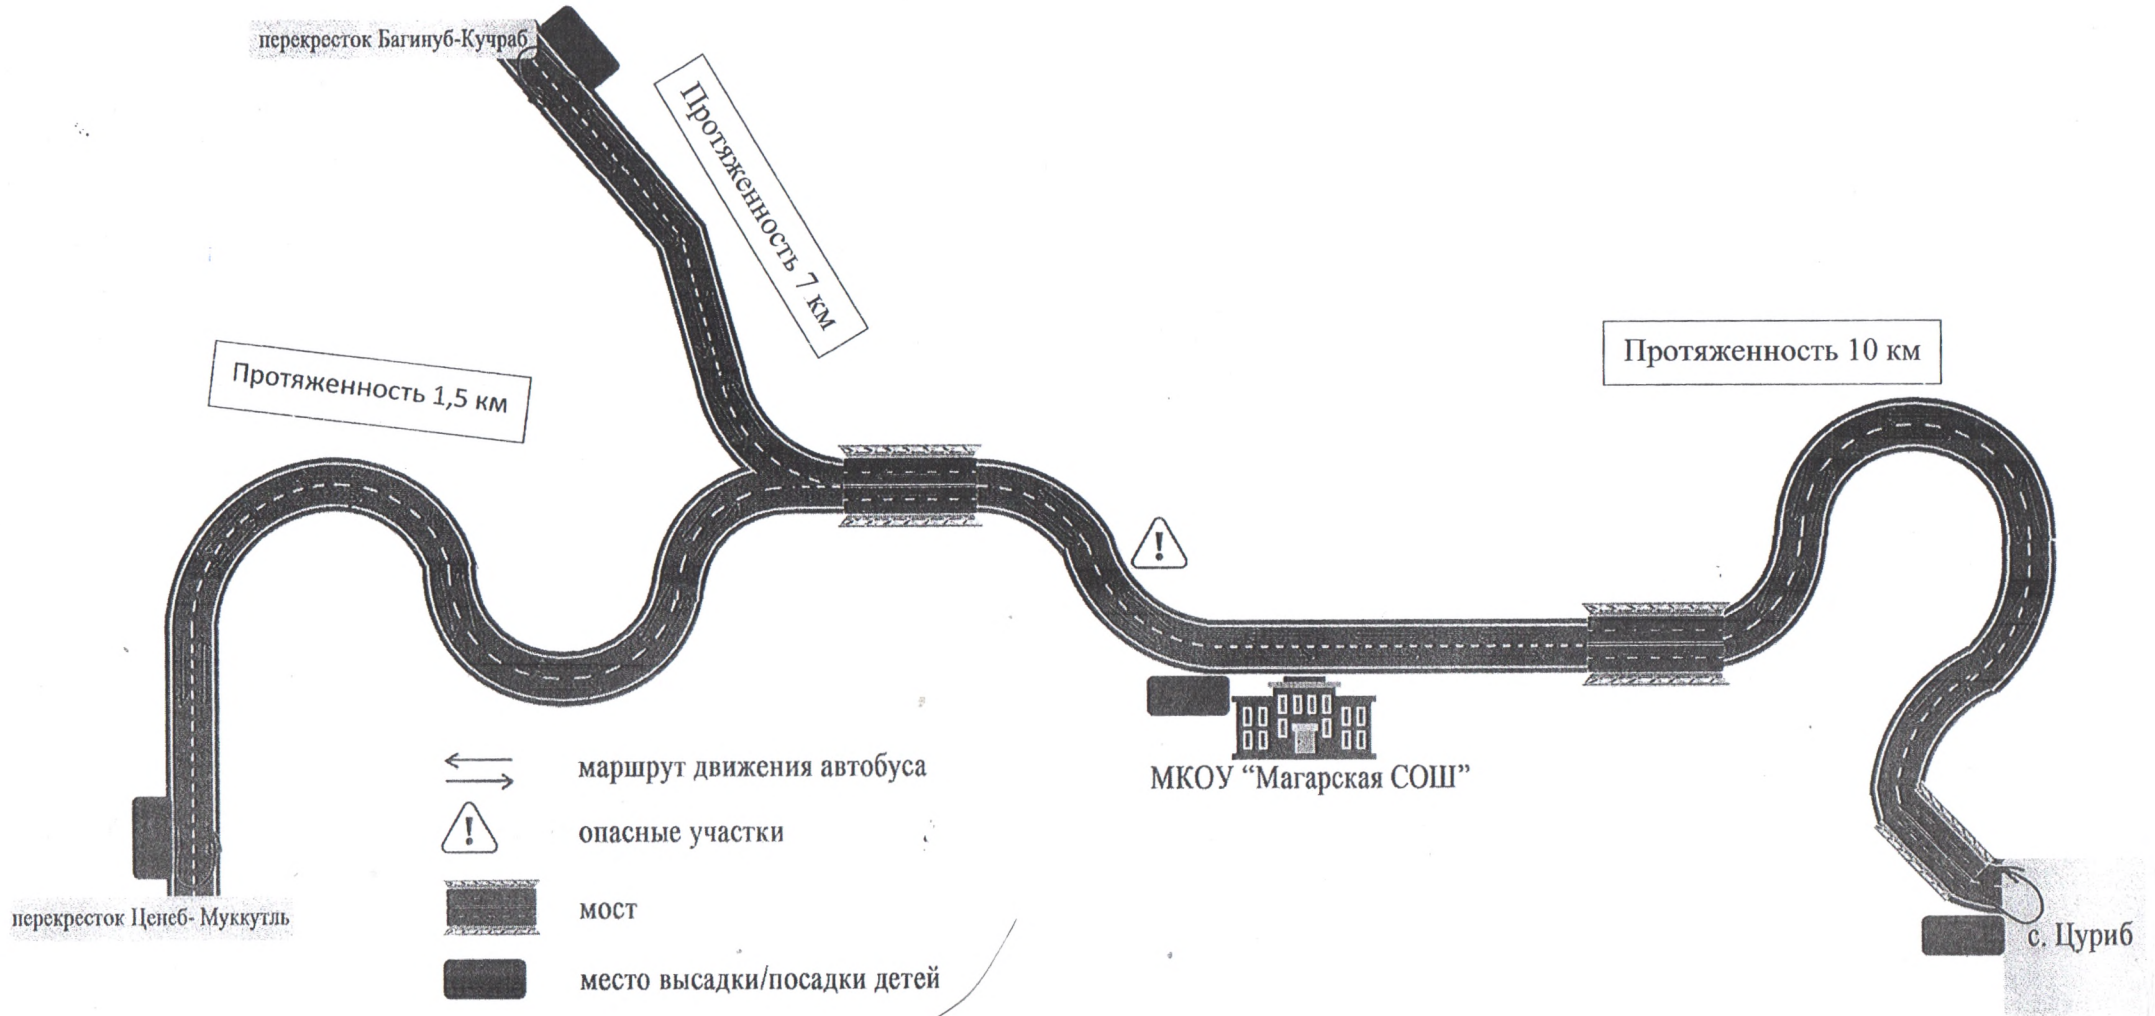 перекресток Багинуб-Кучраб
Протяженность 7 км
Протяженность 10 км
Протяженность 1,5 км
!
МКОУ “Магарская СОШ”
маршрут движения автобуса
!
опасные участки
мост
место высадки/посадки детей
перекресток Ценеб- Муккутль
с. Цуриб